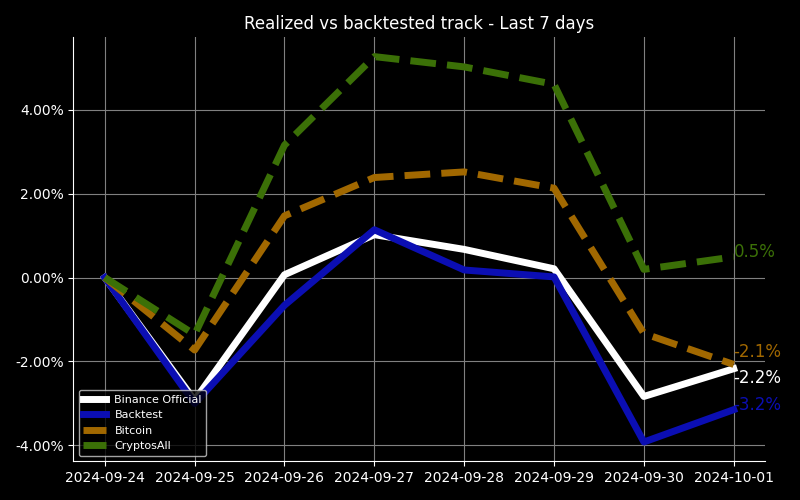 Realized vs backtested track - Last 7 days
4.00%
2.00%
0.00%
-2.00%
-4.00%
0.5%
-2.1%
-2.2%
-3.2%
Binance Official
Backtest
Bitcoin
CryptosAll
2024-09-24 2024-09-25 2024-09-26 2024-09-27 2024-09-28 2024-09-29 2024-09-30 2024-10-01